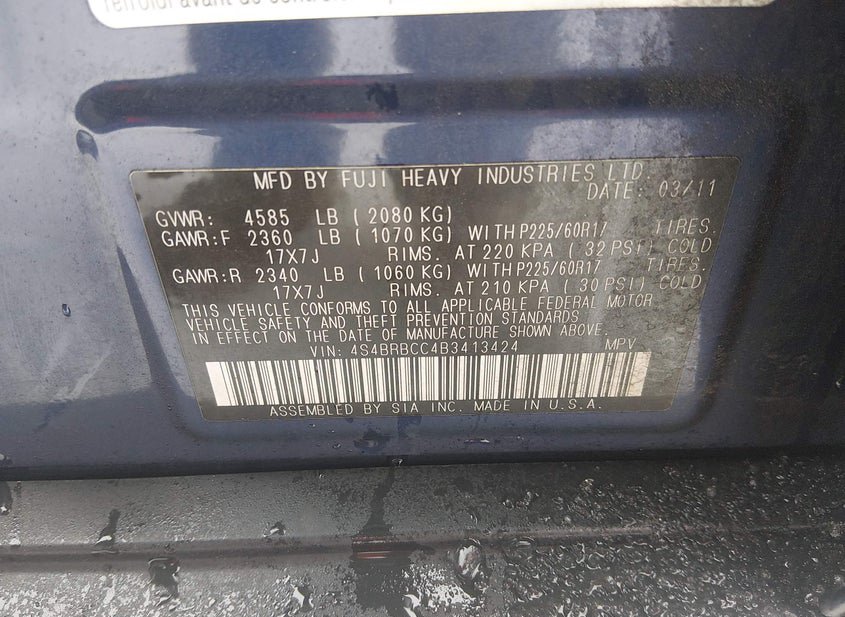 MFD BY FUJI HEAVY INDUSTRIES LTD.
DATE: 03/11
GVWR: 4585 LB (2080 KG)
GAWR:F 2360 LB (1070 KG) WITH P225/60R17 TIRES.
17X7J RIMS. AT 220 KPA (32 PSI) COLD
GAWR:R 2340 LB (1060 KG) WITH P225/60R17 TIRES.
17X7J RIMS. AT 210 KPA (30 PSI) COLD
THIS VEHICLE CONFORMS TO ALL APPLICABLE FEDERAL MOTOR
VEHICLE SAFETY AND THEFT PREVENTION STANDARDS
IN EFFECT ON THE DATE OF MANUFACTURE SHOWN ABOVE.
VIN: 4S4BRBCC4B3413424 MPV
ASSEMBLED BY SIA INC. MADE IN U.S.A.